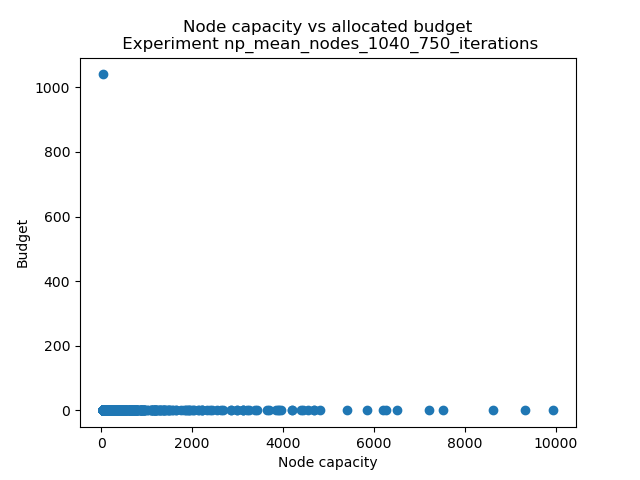 Node capacity vs allocated budget
Experiment np_mean_nodes_1040_750_iterations
1000
800
600
400
200
0
Budget
0 2000 4000 6000 8000 10000
Node capacity